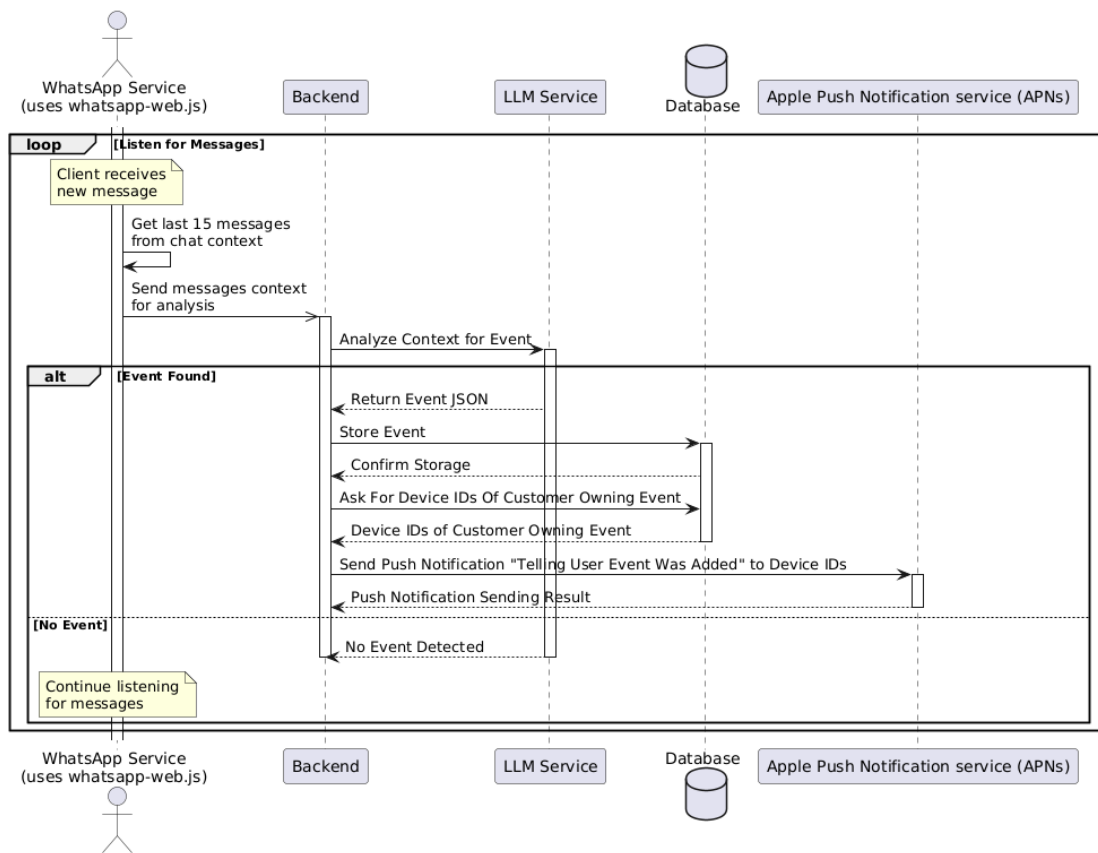 WhatsApp Service
(uses whatsapp-web.js)
Backend
LLM Service
Database
Apple Push Notification service (APNs)
loop
[Listen for Messages]
Client receives
new message
Get last 15 messages
from chat context
Send messages context
for analysis
Analyze Context for Event
alt
[Event Found]
Return Event JSON
Store Event
Confirm Storage
Ask For Device IDs Of Customer Owning Event
Device IDs of Customer Owning Event
Send Push Notification "Telling User Event Was Added" to Device IDs
Push Notification Sending Result
[No Event]
No Event Detected
Continue listening
for messages
WhatsApp Service
(uses whatsapp-web.js)
Backend
LLM Service
Database
Apple Push Notification service (APNs)